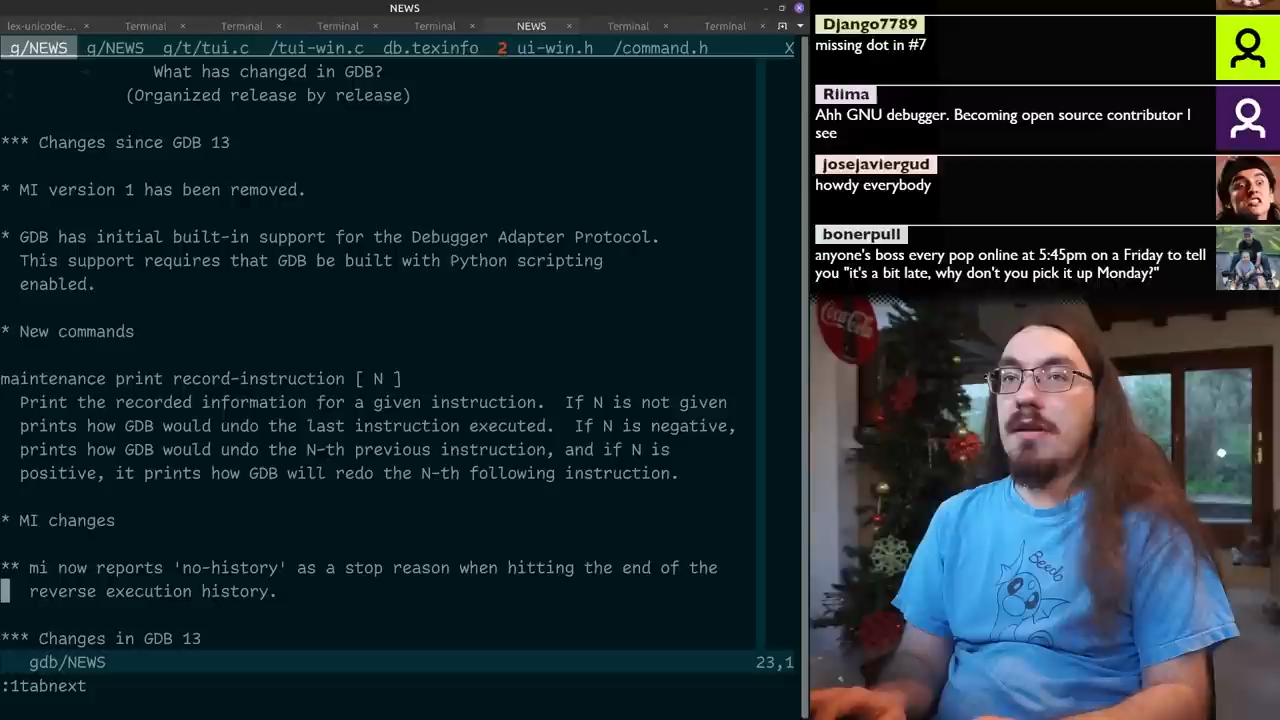 NEWS
lex-unicode-...
Terminal
Terminal
Terminal
Terminal
NEWS
Terminal
Terminal
g/NEWS g/NEWS g/t/tui.c /tui-win.c db.texinfo 2 ui-win.h /command.h X
What has changed in GDB?
(Organized release by release)
*** Changes since GDB 13
* MI version 1 has been removed.
* GDB has initial built-in support for the Debugger Adapter Protocol.
This support requires that GDB be built with Python scripting
enabled.
* New commands
maintenance print record-instruction [ N ]
Print the recorded information for a given instruction.  If N is not given
prints how GDB would undo the last instruction executed.  If N is negative,
prints how GDB would undo the N-th previous instruction, and if N is
positive, it prints how GDB will redo the N-th following instruction.
* MI changes
** mi now reports 'no-history' as a stop reason when hitting the end of the
reverse execution history.
*** Changes in GDB 13
gdb/NEWS 23,1
:1tabnext
Django7789
missing dot in #7
Riima
Ahh GNU debugger. Becoming open source contributor I
see
josejaviergud
howdy everybody
bonerpull
anyone's boss every pop online at 5:45pm on a Friday to tell
you "it's a bit late, why don't you pick it up Monday?"
Coca-Cola
Beedo